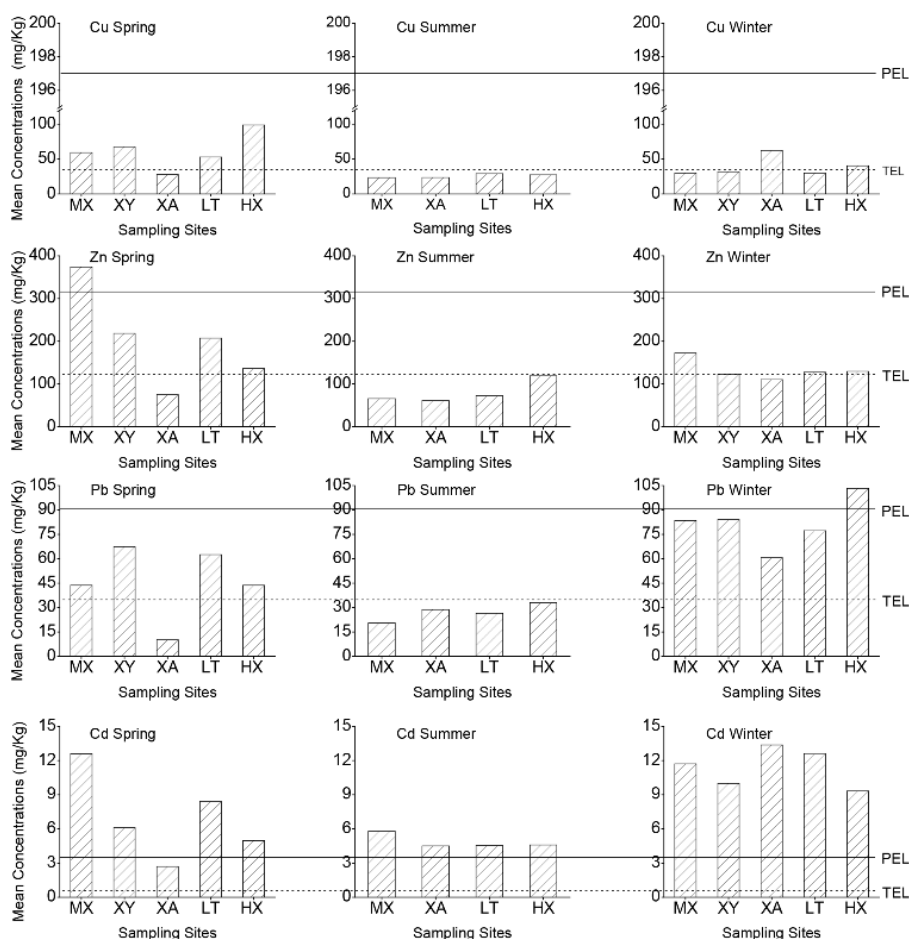 Mean Concentrations (mg/Kg)
200 198 196 100 50 0
Cu Spring
MX XY XA LT HX
Sampling Sites
200 198 196 100 50 0
Cu Summer
MX XA LT HX
Sampling Sites
200 198 196 100 50 0
Cu Winter
MX XY XA LT HX
Sampling Sites
PEL
TEL
Mean Concentrations (mg/Kg)
400 300 200 100 0
Zn Spring
MX XY XA LT HX
Sampling Sites
400 300 200 100 0
Zn Summer
MX XA LT HX
Sampling Sites
400 300 200 100 0
Zn Winter
MX XY XA LT HX
Sampling Sites
PEL
TEL
Mean Concentrations (mg/Kg)
105 90 75 60 45 30 15 0
Pb Spring
MX XY XA LT HX
Sampling Sites
105 90 75 60 45 30 15 0
Pb Summer
MX XA LT HX
Sampling Sites
105 90 75 60 45 30 15 0
Pb Winter
MX XY XA LT HX
Sampling Sites
PEL
TEL
Mean Concentrations (mg/Kg)
15 12 9 6 3 0
Cd Spring
MX XY XA LT HX
Sampling Sites
15 12 9 6 3 0
Cd Summer
MX XA LT HX
Sampling Sites
15 12 9 6 3 0
Cd Winter
MX XY XA LT HX
Sampling Sites
PEL
TEL